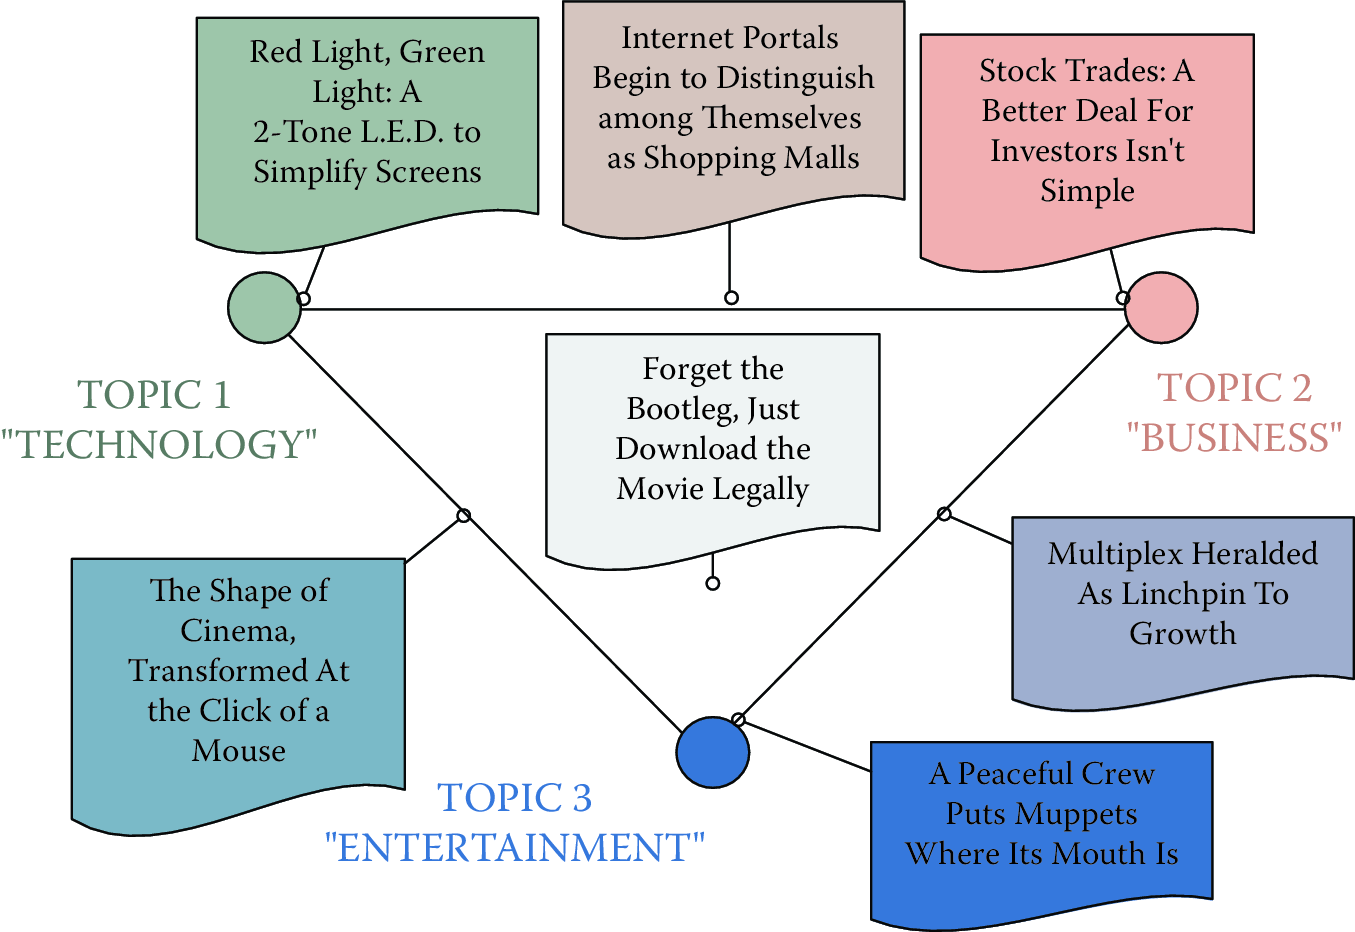 Red Light, Green
Light: A
2-Tone L.E.D. to
Simplify Screens
Internet Portals
Begin to Distinguish
among Themselves
as Shopping Malls
Stock Trades: A
Better Deal For
Investors Isn't
Simple
TOPIC 1
"TECHNOLOGY"
Forget the
Bootleg, Just
Download the
Movie Legally
TOPIC 2
"BUSINESS"
The Shape of
Cinema,
Transformed At
the Click of a
Mouse
Multiplex Heralded
As Linchpin To
Growth
TOPIC 3
"ENTERTAINMENT"
A Peaceful Crew
Puts Muppets
Where Its Mouth Is